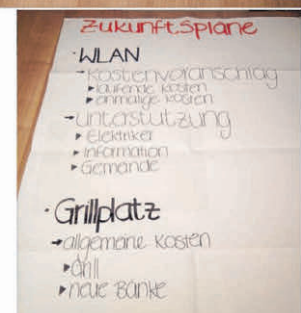 Zukunftspläne
· WLAN
→ Kostenvoranschlag
▸ laufende Kosten
▸ einmalige Kosten
→ Unterstützung
▸ Elektriker
▸ Information
▸ Gemeinde
· Grillplatz
→ allgemeine Kosten
▸ Grill
▸ neue Bänke